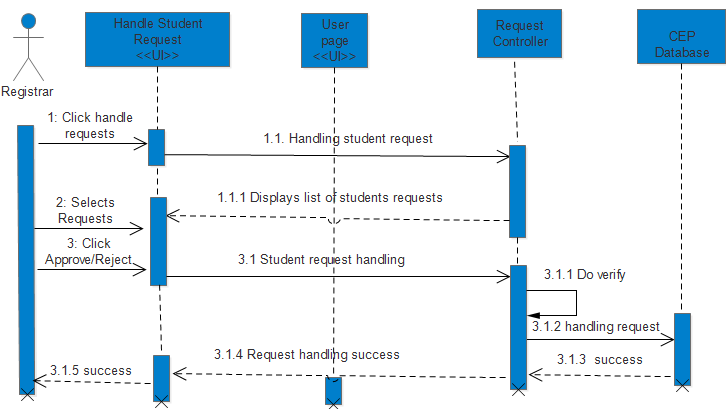 Handle Student
Request
<<UI>>
User
page
<<UI>>
Request
Controller
CEP
Database
Registrar
1: Click handle
requests
1.1. Handling student request
1.1.1 Displays list of students requests
2: Selects
Requests
3: Click
Approve/Reject
3.1 Student request handling
3.1.1 Do verify
3.1.2 handling request
3.1.4 Request handling success
3.1.3 success
3.1.5 success